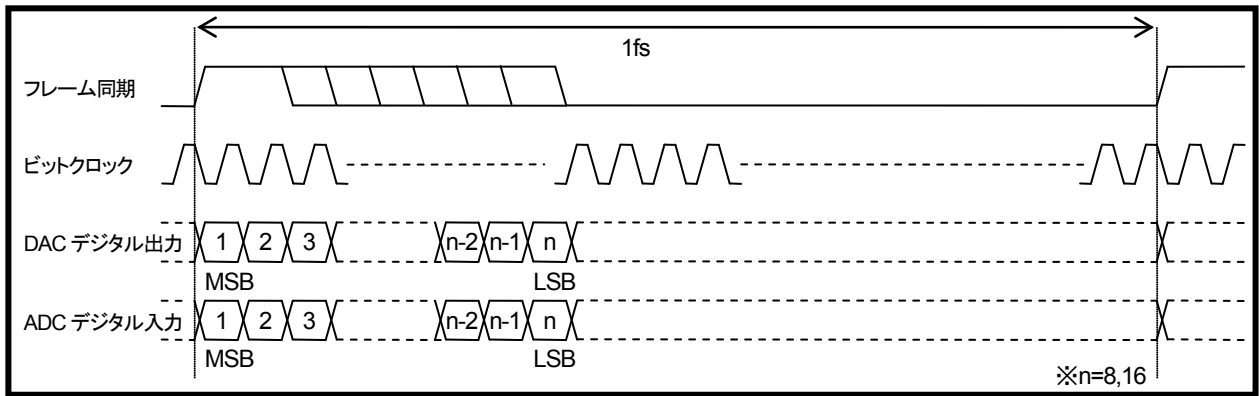 1fs
フレーム同期
ビットクロック
DAC デジタル出力 1 2 3 n-2 n-1 n
MSB LSB
ADC デジタル入力 1 2 3 n-2 n-1 n
MSB LSB
※n=8,16